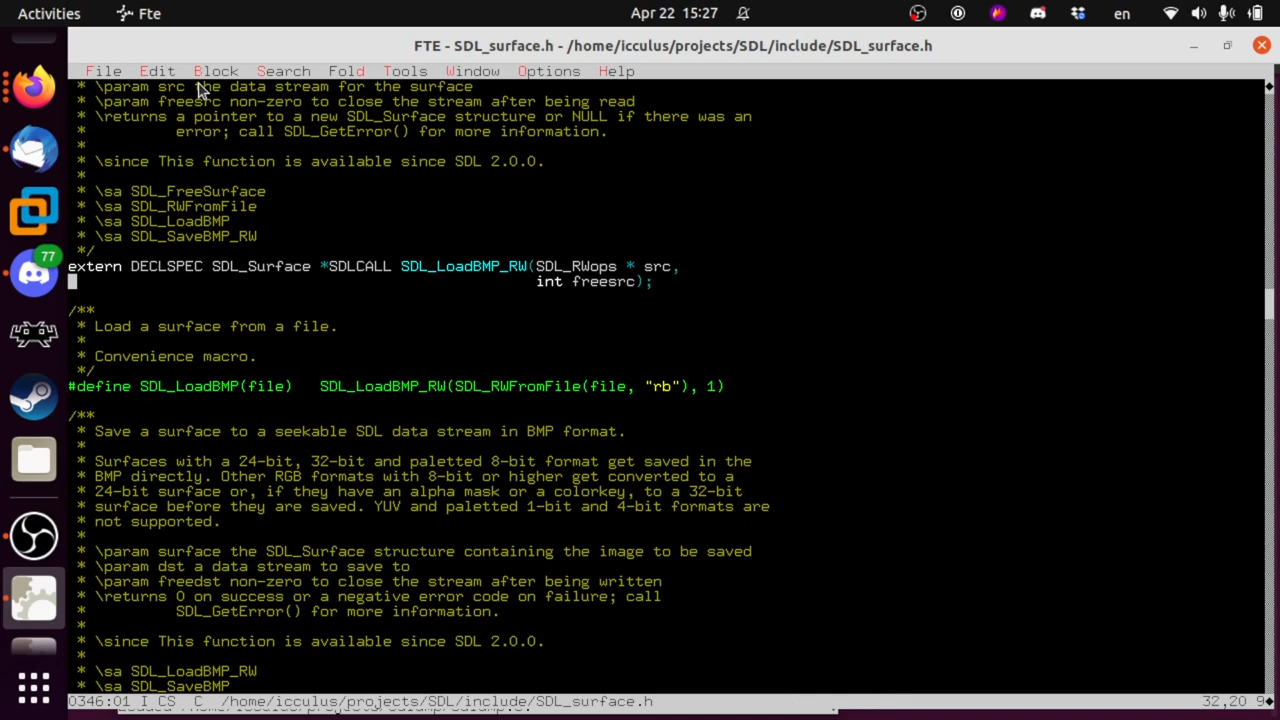 Activities Fte Apr 22 15:27 en
FTE - SDL_surface.h - /home/icculus/projects/SDL/include/SDL_surface.h
File Edit Block Search Fold Tools Window Options Help
* \param src the data stream for the surface
* \param freesrc non-zero to close the stream after being read
* \returns a pointer to a new SDL_Surface structure or NULL if there was an
* error; call SDL_GetError() for more information.
*
* \since This function is available since SDL 2.0.0.
*
* \sa SDL_FreeSurface
* \sa SDL_RWFromFile
* \sa SDL_LoadBMP
* \sa SDL_SaveBMP_RW
*/
extern DECLSPEC SDL_Surface *SDLCALL SDL_LoadBMP_RW(SDL_RWops * src,
int freesrc);
/**
* Load a surface from a file.
*
* Convenience macro.
*/
#define SDL_LoadBMP(file) SDL_LoadBMP_RW(SDL_RWFromFile(file, "rb"), 1)
/**
* Save a surface to a seekable SDL data stream in BMP format.
*
* Surfaces with a 24-bit, 32-bit and paletted 8-bit format get saved in the
* BMP directly. Other RGB formats with 8-bit or higher get converted to a
* 24-bit surface or, if they have an alpha mask or a colorkey, to a 32-bit
* surface before they are saved. YUV and paletted 1-bit and 4-bit formats are
* not supported.
*
* \param surface the SDL_Surface structure containing the image to be saved
* \param dst a data stream to save to
* \param freedst non-zero to close the stream after being written
* \returns 0 on success or a negative error code on failure; call
* SDL_GetError() for more information.
*
* \since This function is available since SDL 2.0.0.
*
* \sa SDL_LoadBMP_RW
* \sa SDL_SaveBMP
0346:01 I CS C /home/icculus/projects/SDL/include/SDL_surface.h 32,20 9
77